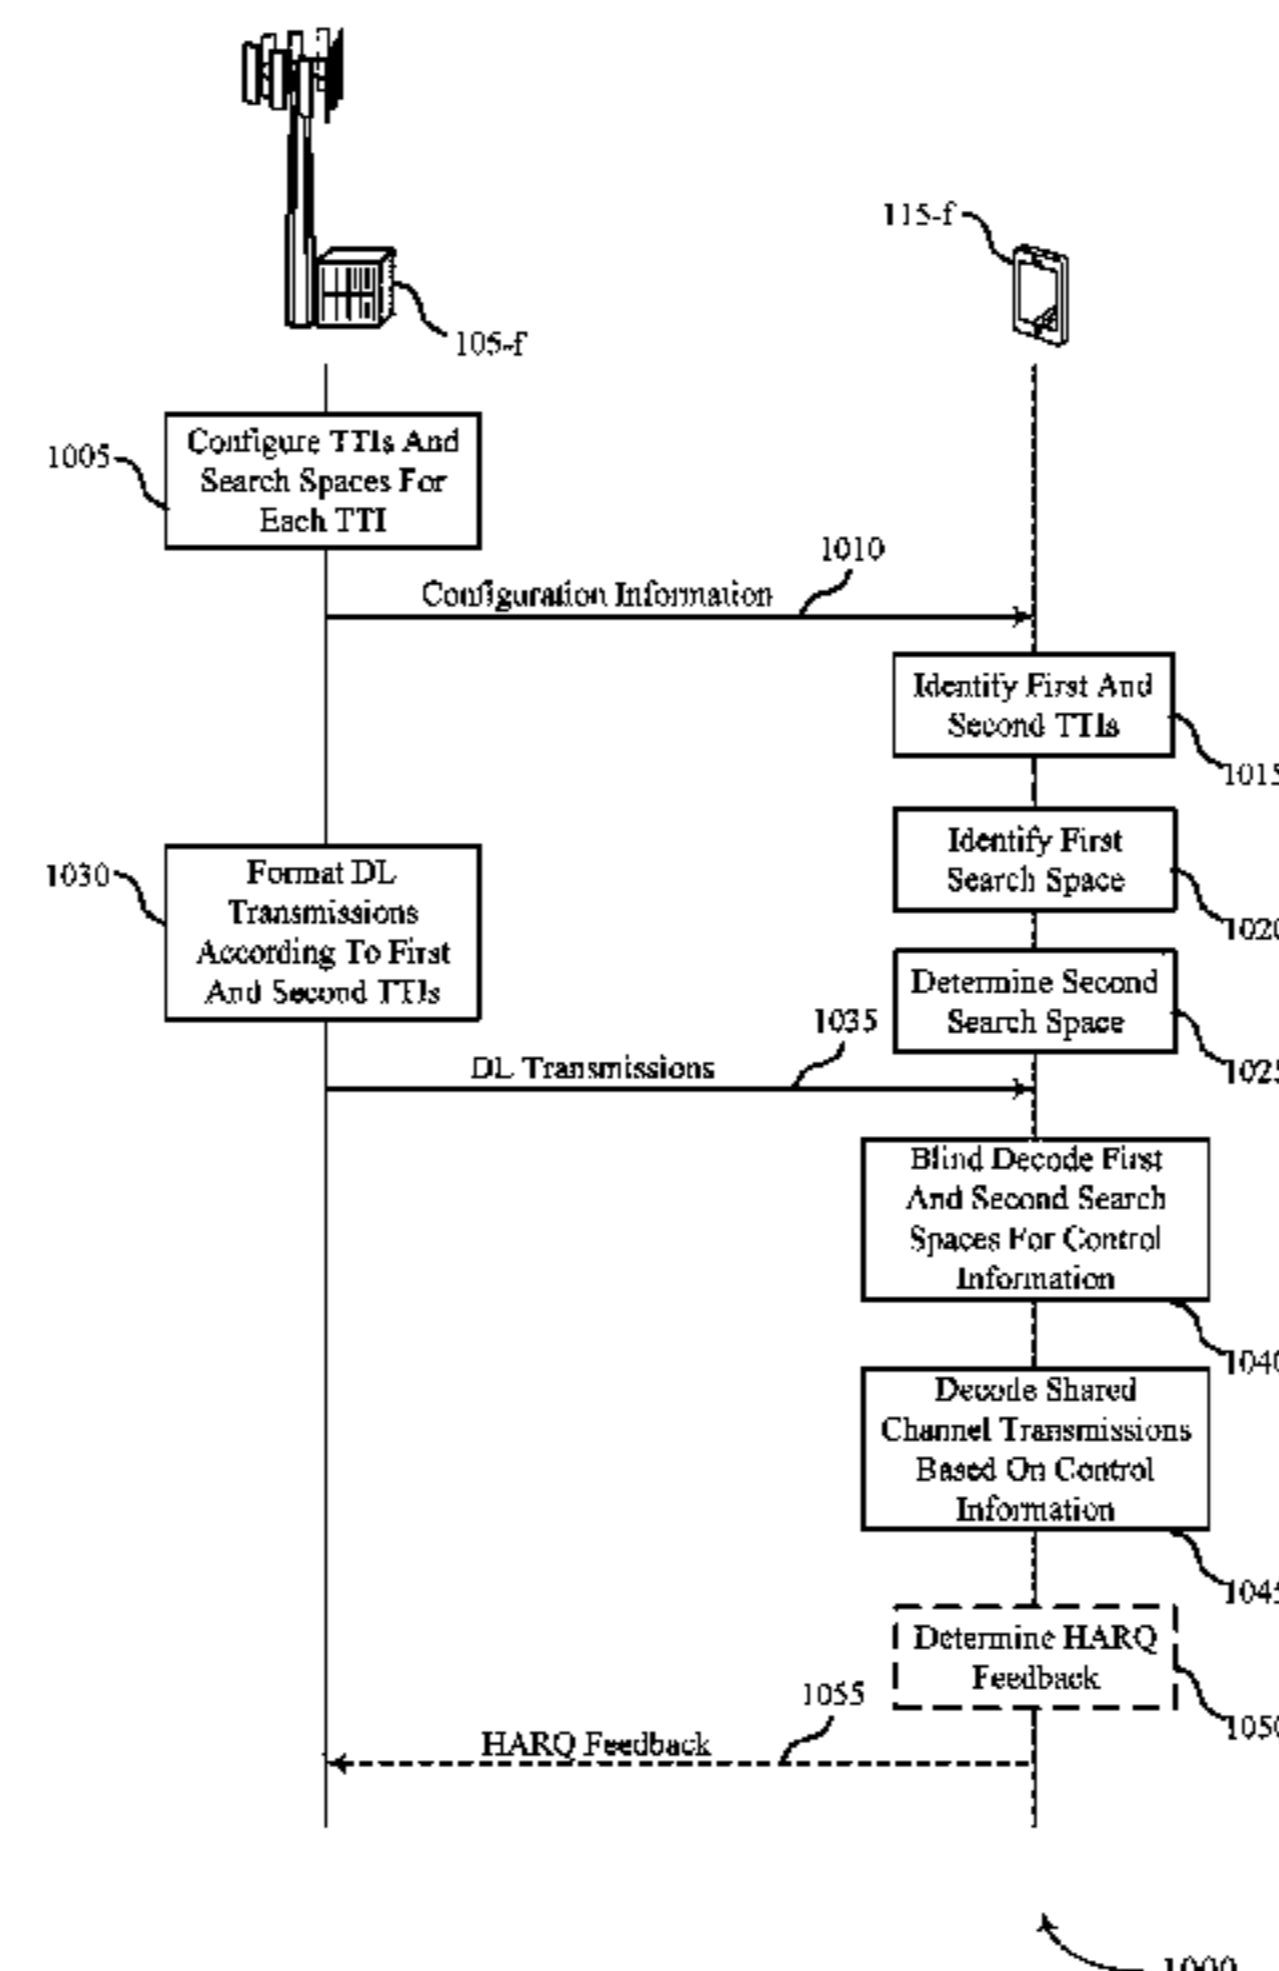 115-f
105-f
1005
Configure TTIs And
Search Spaces For
Each TTI
1010
Configuration Information
Identify First And
Second TTIs
1015
Identify First
Search Space
1020
1030
Format DL
Transmissions
According To First
And Second TTIs
Determine Second
Search Space
1025
1035
DL Transmissions
Blind Decode First
And Second Search
Spaces For Control
Information
1040
Decode Shared
Channel Transmissions
Based On Control
Information
1045
Determine HARQ
Feedback
1050
1055
HARQ Feedback
1000